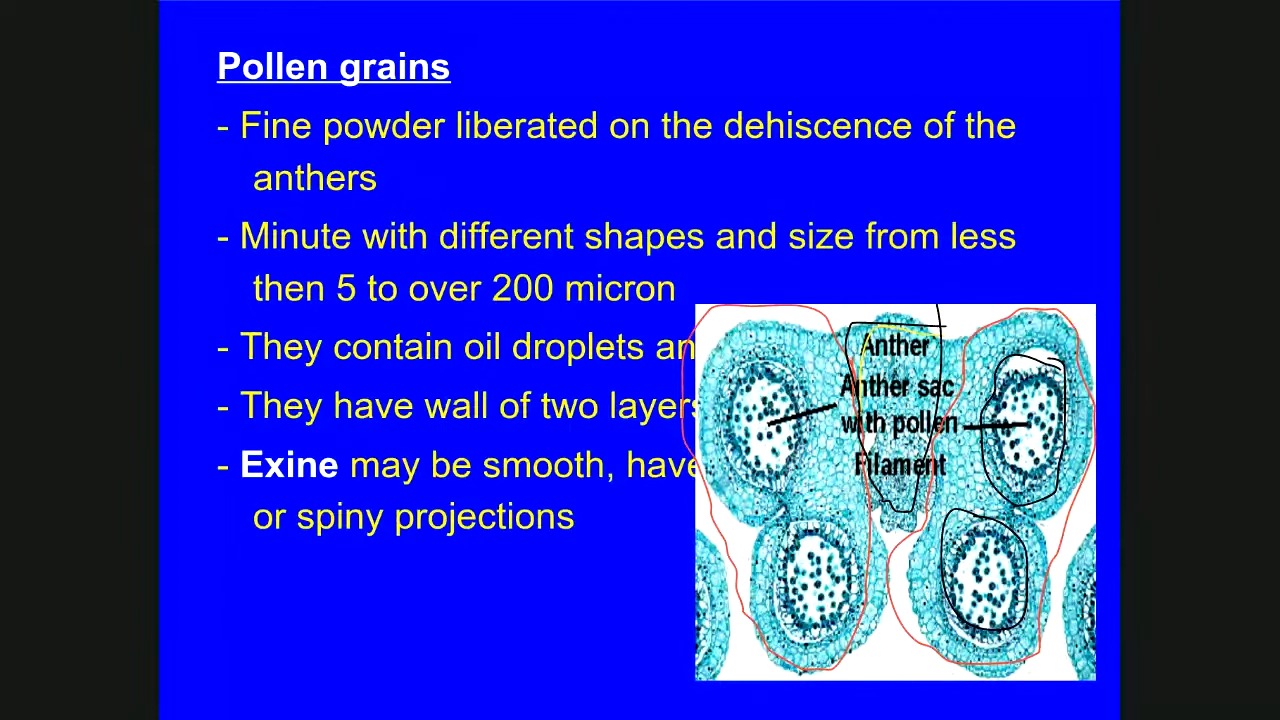 Pollen grains
- Fine powder liberated on the dehiscence of the
anthers
- Minute with different shapes and size from less
then 5 to over 200 micron
- They contain oil droplets an
- They have wall of two layers
- Exine may be smooth, have
or spiny projections
Anther
Anther sac
with pollen
Filament